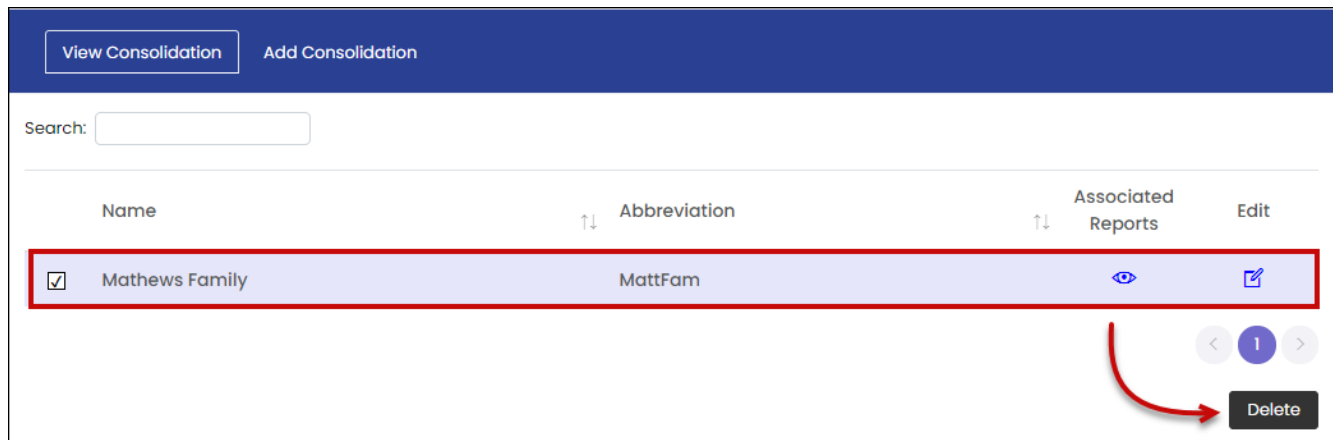 View Consolidation Add Consolidation
Search:
Name Abbreviation Associated Reports Edit
Mathews Family MattFam
1
Delete